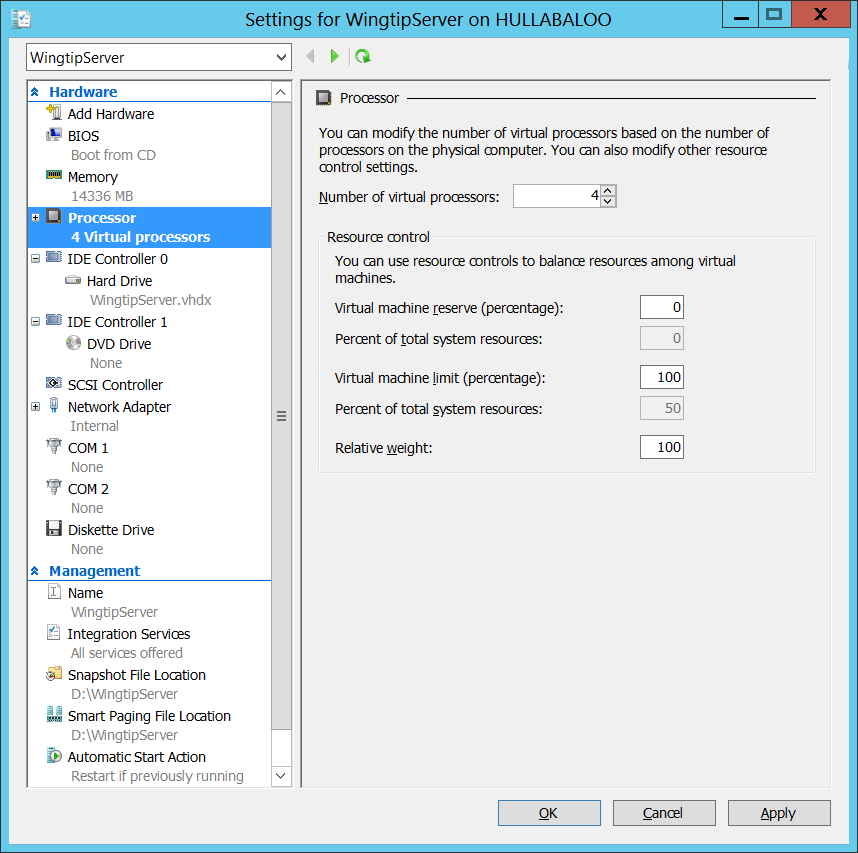 Settings for WingtipServer on HULLABALOO
WingtipServer
Hardware
Add Hardware
BIOS
Boot from CD
Memory
14336 MB
Processor
4 Virtual processors
IDE Controller 0
Hard Drive
WingtipServer.vhdx
IDE Controller 1
DVD Drive
None
SCSI Controller
Network Adapter
Internal
COM 1
None
COM 2
None
Diskette Drive
None
Management
Name
WingtipServer
Integration Services
All services offered
Snapshot File Location
D:\WingtipServer
Smart Paging File Location
D:\WingtipServer
Automatic Start Action
Restart if previously running
Processor
You can modify the number of virtual processors based on the number of
processors on the physical computer. You can also modify other resource
control settings.
Number of virtual processors: 4
Resource control
You can use resource controls to balance resources among virtual
machines.
Virtual machine reserve (percentage): 0
Percent of total system resources: 0
Virtual machine limit (percentage): 100
Percent of total system resources: 50
Relative weight: 100
OK Cancel Apply